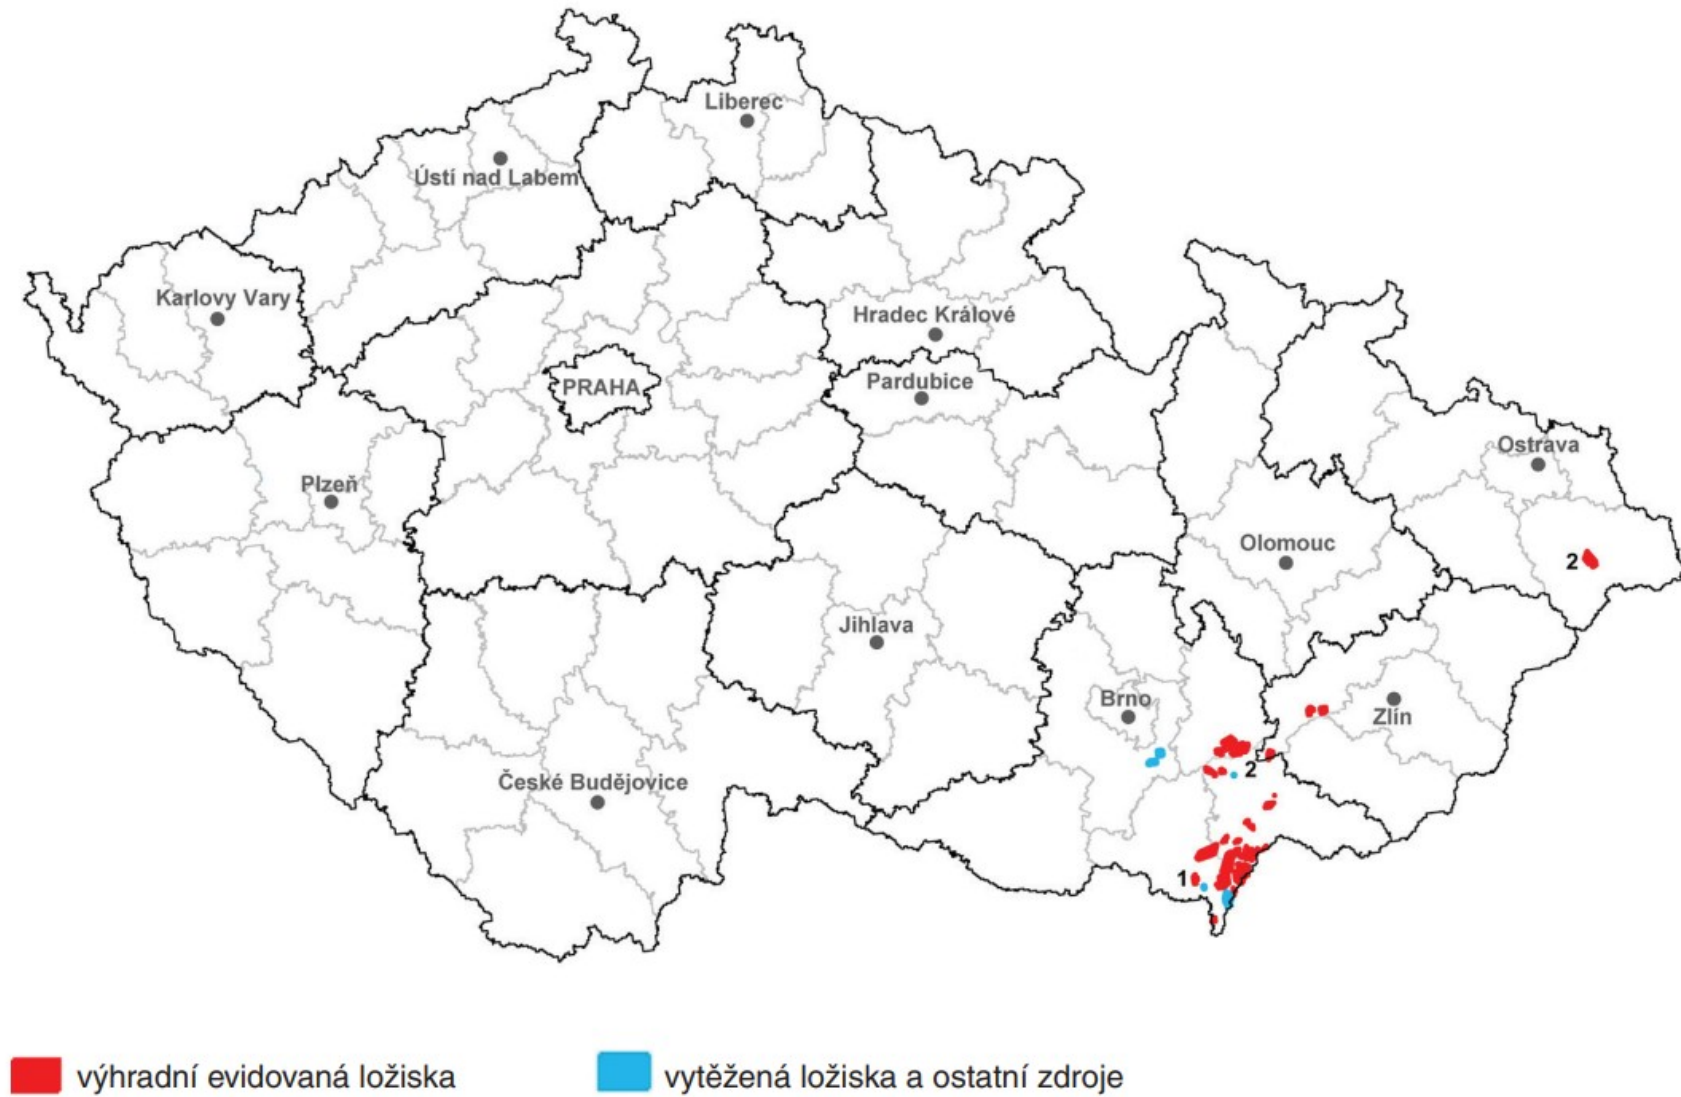 Liberec
Ústí nad Labem
Karlovy Vary
Hradec Králové
PRAHA
Pardubice
Ostrava
Plzeň
Olomouc
2
Jihlava
Brno
Zlín
2
České Budějovice
1
výhradní evidovaná ložiska
vytěžená ložiska a ostatní zdroje